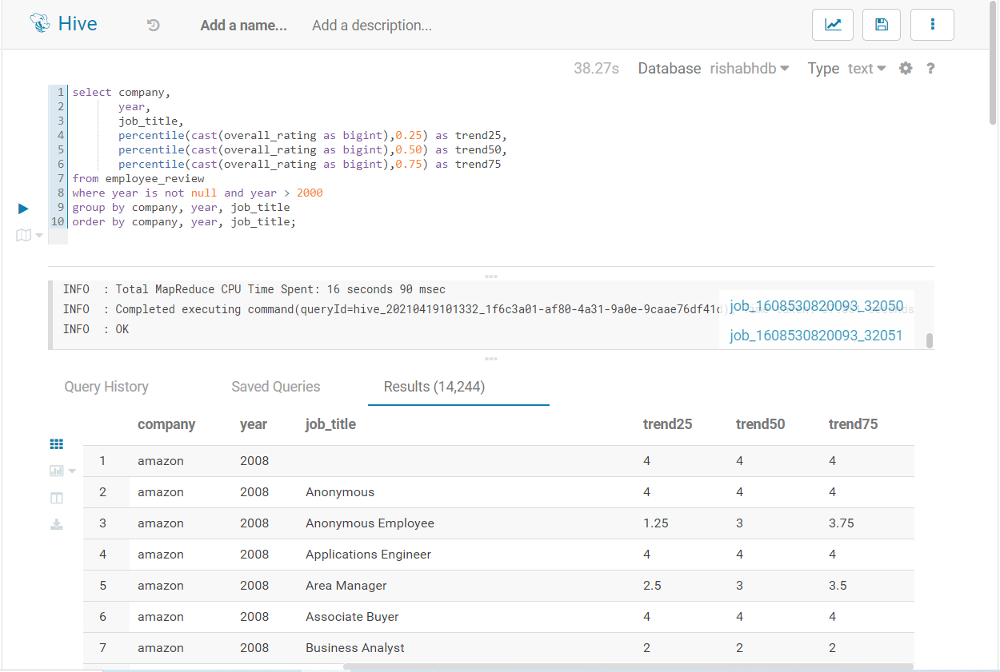 Hive Add a name... Add a description...
38.27s Database rishabhdb Type text ?
1 select company,
2 year,
3 job_title,
4 percentile(cast(overall_rating as bigint),0.25) as trend25,
5 percentile(cast(overall_rating as bigint),0.50) as trend50,
6 percentile(cast(overall_rating as bigint),0.75) as trend75
7 from employee_review
8 where year is not null and year > 2000
9 group by company, year, job_title
10 order by company, year, job_title;
INFO : Total MapReduce CPU Time Spent: 16 seconds 90 msec
INFO : Completed executing command(queryId=hive_20210419101332_1f6c3a01-af80-4a31-9a0e-9caae76df41d)
job_1608530820093_32050
INFO : OK
job_1608530820093_32051
Query History Saved Queries Results (14,244)
company year job_title trend25 trend50 trend75
1 amazon 2008 4 4 4
2 amazon 2008 Anonymous 4 4 4
3 amazon 2008 Anonymous Employee 1.25 3 3.75
4 amazon 2008 Applications Engineer 4 4 4
5 amazon 2008 Area Manager 2.5 3 3.5
6 amazon 2008 Associate Buyer 4 4 4
7 amazon 2008 Business Analyst 2 2 2